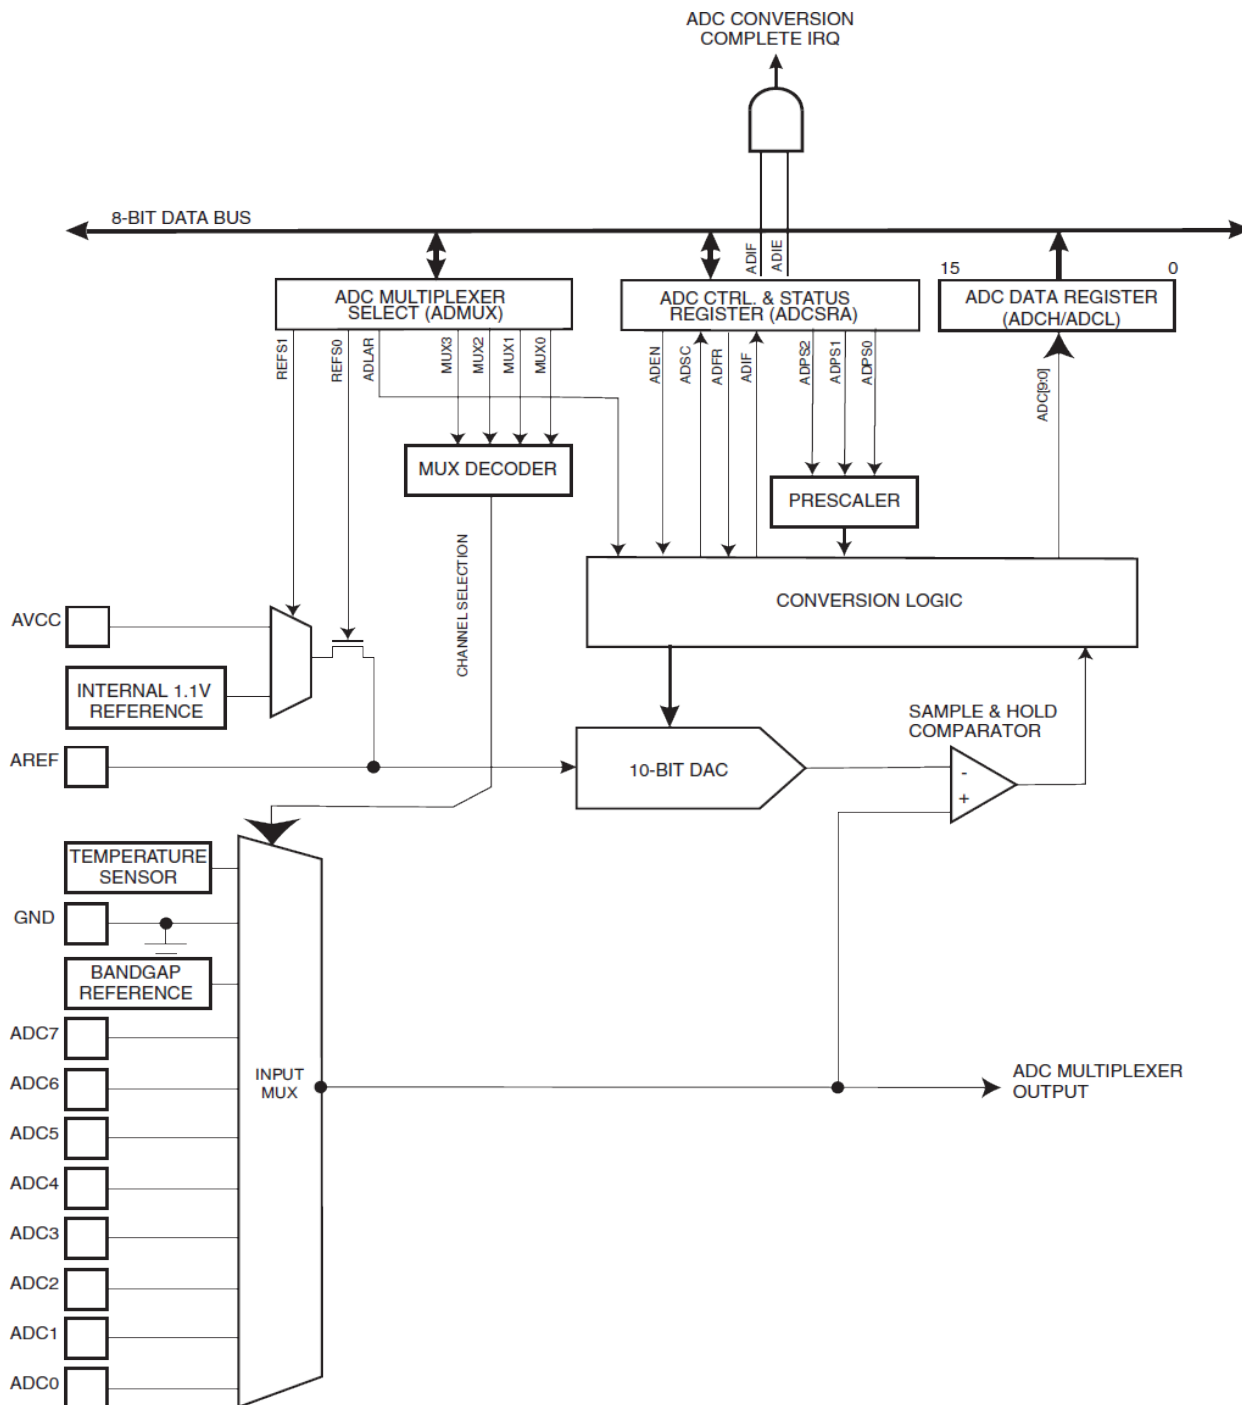 ADC CONVERSION
COMPLETE IRQ
8-BIT DATA BUS
ADIF
ADIE
15
0
ADC MULTIPLEXER
SELECT (ADMUX)
ADC CTRL. & STATUS
REGISTER (ADCSRA)
ADC DATA REGISTER
(ADCH/ADCL)
REFS1
REFS0
ADLAR
MUX3
MUX2
MUX1
MUX0
ADEN
ADSC
ADFR
ADIF
ADPS2
ADPS1
ADPS0
ADC[9:0]
MUX DECODER
PRESCALER
CHANNEL SELECTION
CONVERSION LOGIC
AVCC
INTERNAL 1.1V
REFERENCE
SAMPLE & HOLD
COMPARATOR
AREF
10-BIT DAC
-
+
TEMPERATURE
SENSOR
GND
BANDGAP
REFERENCE
ADC7
ADC6
INPUT
MUX
ADC MULTIPLEXER
OUTPUT
ADC5
ADC4
ADC3
ADC2
ADC1
ADC0